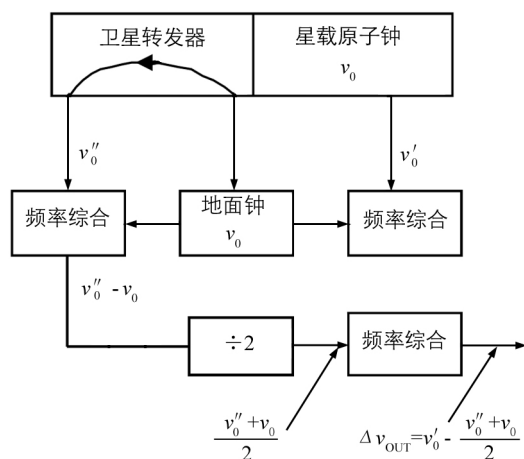 卫星转发器
星载原子钟
v₀
v₀″
v₀′
频率综合
地面钟
v₀
频率综合
v₀″ - v₀
÷2
频率综合
v₀″ + v₀
2
Δv_OUT=v₀′ - (v₀″ + v₀)/2